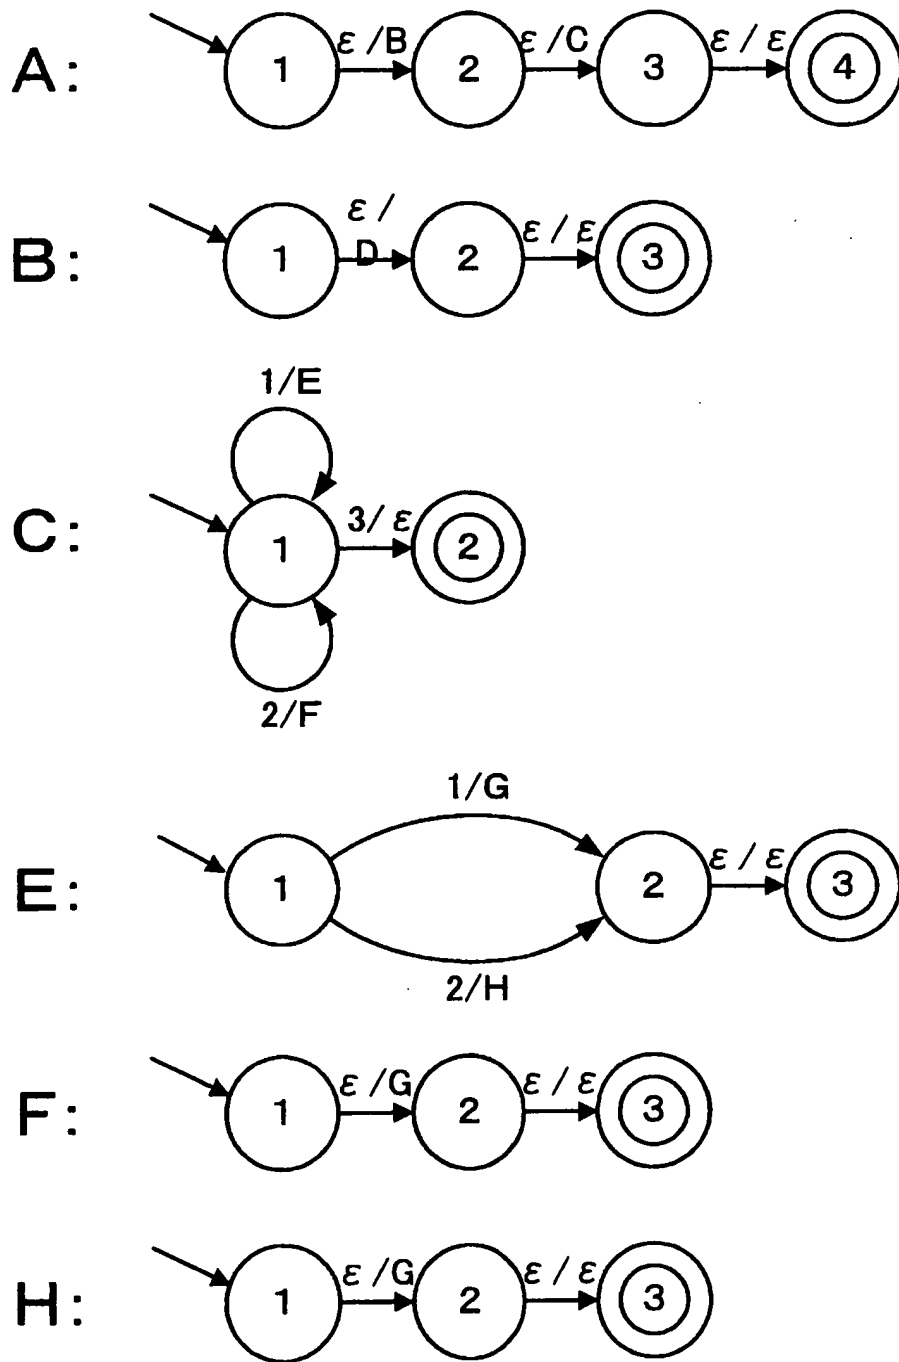 A: 1 ε/B 2 ε/C 3 ε/ε 4
B: 1 ε/D 2 ε/ε 3
1/E
C: 1 3/ε 2
2/F
1/G
E: 1 2 ε/ε 3
2/H
F: 1 ε/G 2 ε/ε 3
H: 1 ε/G 2 ε/ε 3